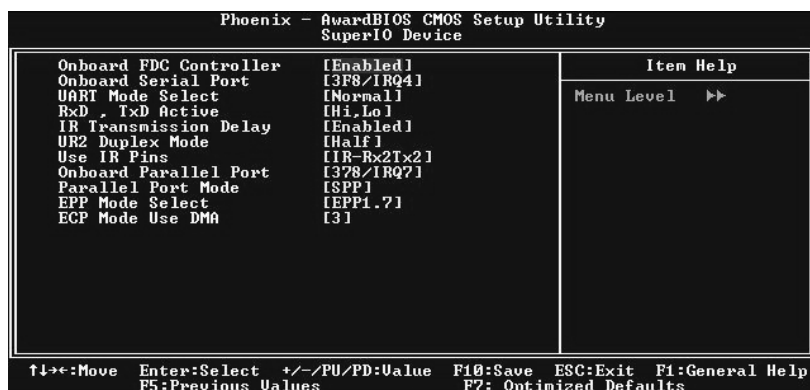 Phoenix - AwardBIOS CMOS Setup Utility
SuperIO Device
Onboard FDC Controller [Enabled]
Onboard Serial Port [3F8/IRQ4]
UART Mode Select [Normal]
RxD , TxD Active [Hi,Lo]
IR Transmission Delay [Enabled]
UR2 Duplex Mode [Half]
Use IR Pins [IR-Rx2Tx2]
Onboard Parallel Port [378/IRQ7]
Parallel Port Mode [SPP]
EPP Mode Select [EPP1.7]
ECP Mode Use DMA [3]
Item Help
Menu Level ►►
↑↓→←:Move Enter:Select +/-/PU/PD:Value F10:Save ESC:Exit F1:General Help
F5:Previous Values F7: Optimized Defaults